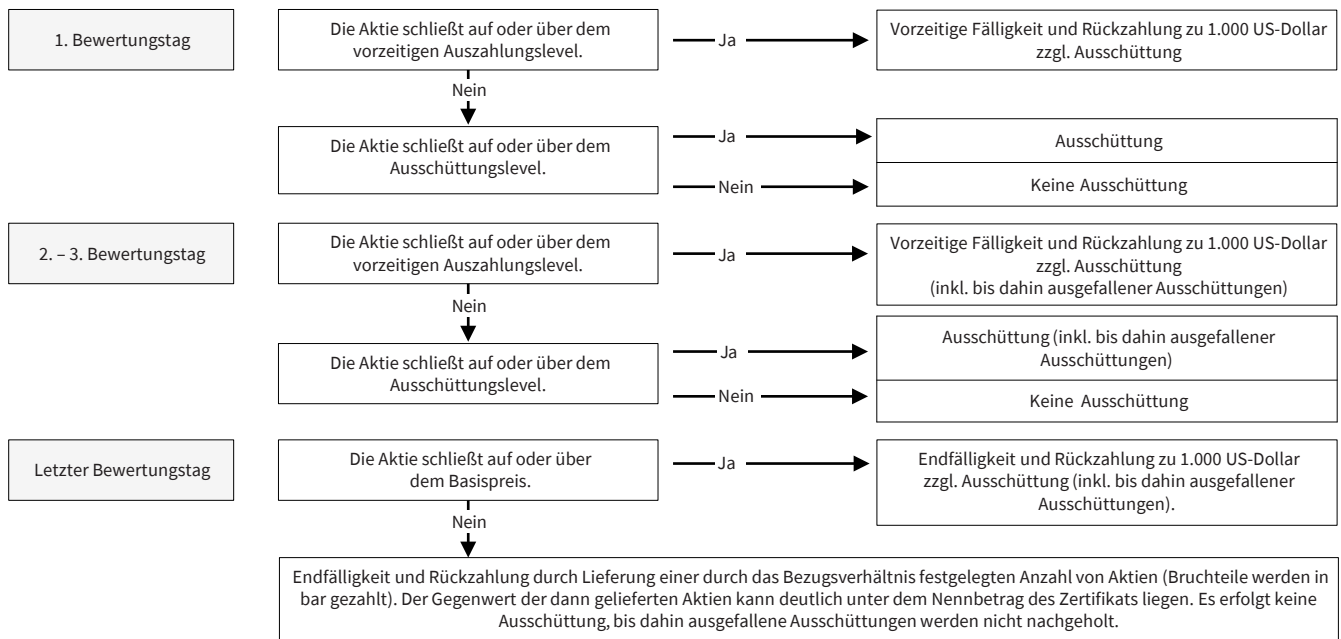 1. Bewertungstag
Die Aktie schließt auf oder über dem
vorzeitigen Auszahlungslevel.
Ja
Vorzeitige Fälligkeit und Rückzahlung zu 1.000 US-Dollar
zzgl. Ausschüttung
Nein
Die Aktie schließt auf oder über dem
Ausschüttungslevel.
Ja
Ausschüttung
Nein
Keine Ausschüttung
2. – 3. Bewertungstag
Die Aktie schließt auf oder über dem
vorzeitigen Auszahlungslevel.
Ja
Vorzeitige Fälligkeit und Rückzahlung zu 1.000 US-Dollar
zzgl. Ausschüttung
(inkl. bis dahin ausgefallener Ausschüttungen)
Nein
Die Aktie schließt auf oder über dem
Ausschüttungslevel.
Ja
Ausschüttung (inkl. bis dahin ausgefallener
Ausschüttungen)
Nein
Keine Ausschüttung
Letzter Bewertungstag
Die Aktie schließt auf oder über
dem Basispreis.
Ja
Endfälligkeit und Rückzahlung zu 1.000 US-Dollar
zzgl. Ausschüttung (inkl. bis dahin ausgefallener
Ausschüttungen).
Nein
Endfälligkeit und Rückzahlung durch Lieferung einer durch das Bezugsverhältnis festgelegten Anzahl von Aktien (Bruchteile werden in
bar gezahlt). Der Gegenwert der dann gelieferten Aktien kann deutlich unter dem Nennbetrag des Zertifikats liegen. Es erfolgt keine
Ausschüttung, bis dahin ausgefallene Ausschüttungen werden nicht nachgeholt.